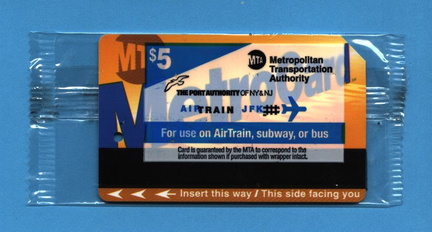 MTA
$5
MTA Metropolitan
Transportation
Authority
MetroCard
THE PORT AUTHORITY OF NY & NJ
AIRTRAIN JFK
For use on AirTrain, subway, or bus
Card is guaranteed by the MTA to correspond to the
information shown if purchased with wrapper intact.
Insert this way / This side facing you